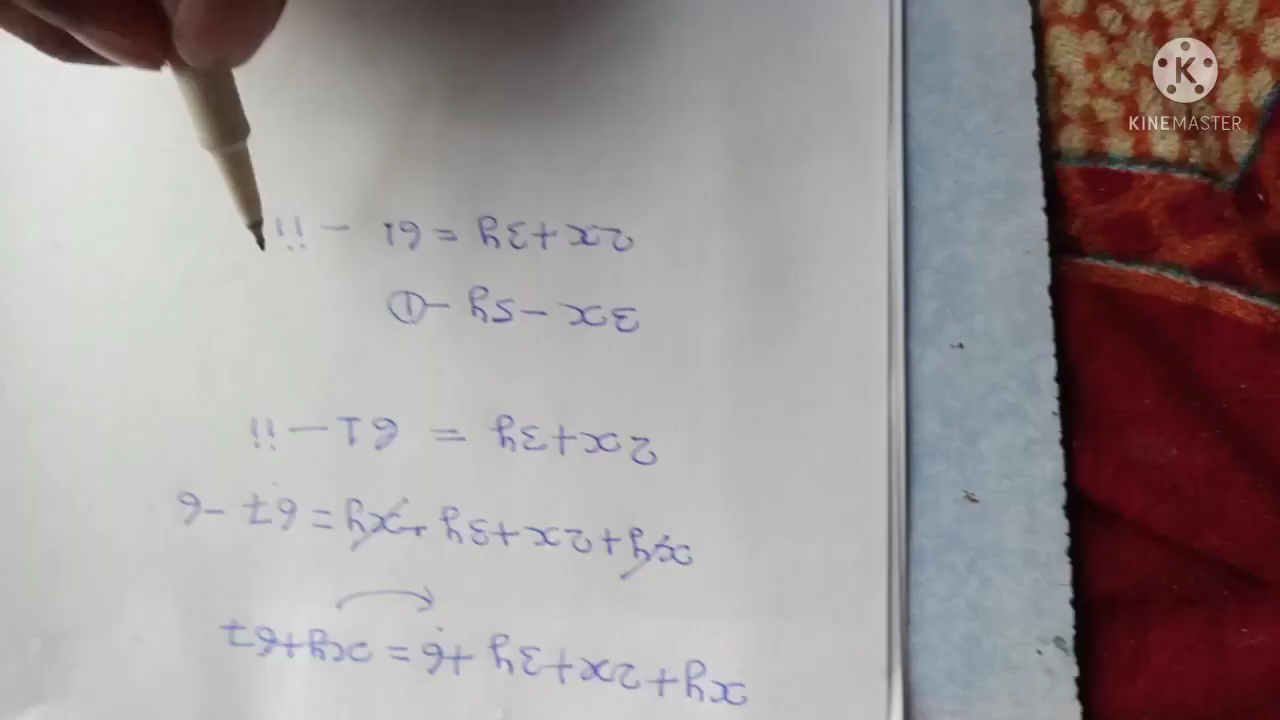 xy+2x+3y+6=xy+67
xy+2x+3y-xy=67-6
2x+3y = 61-ii
3x-5y-①
2x+3y=61-ii
KINEMASTER